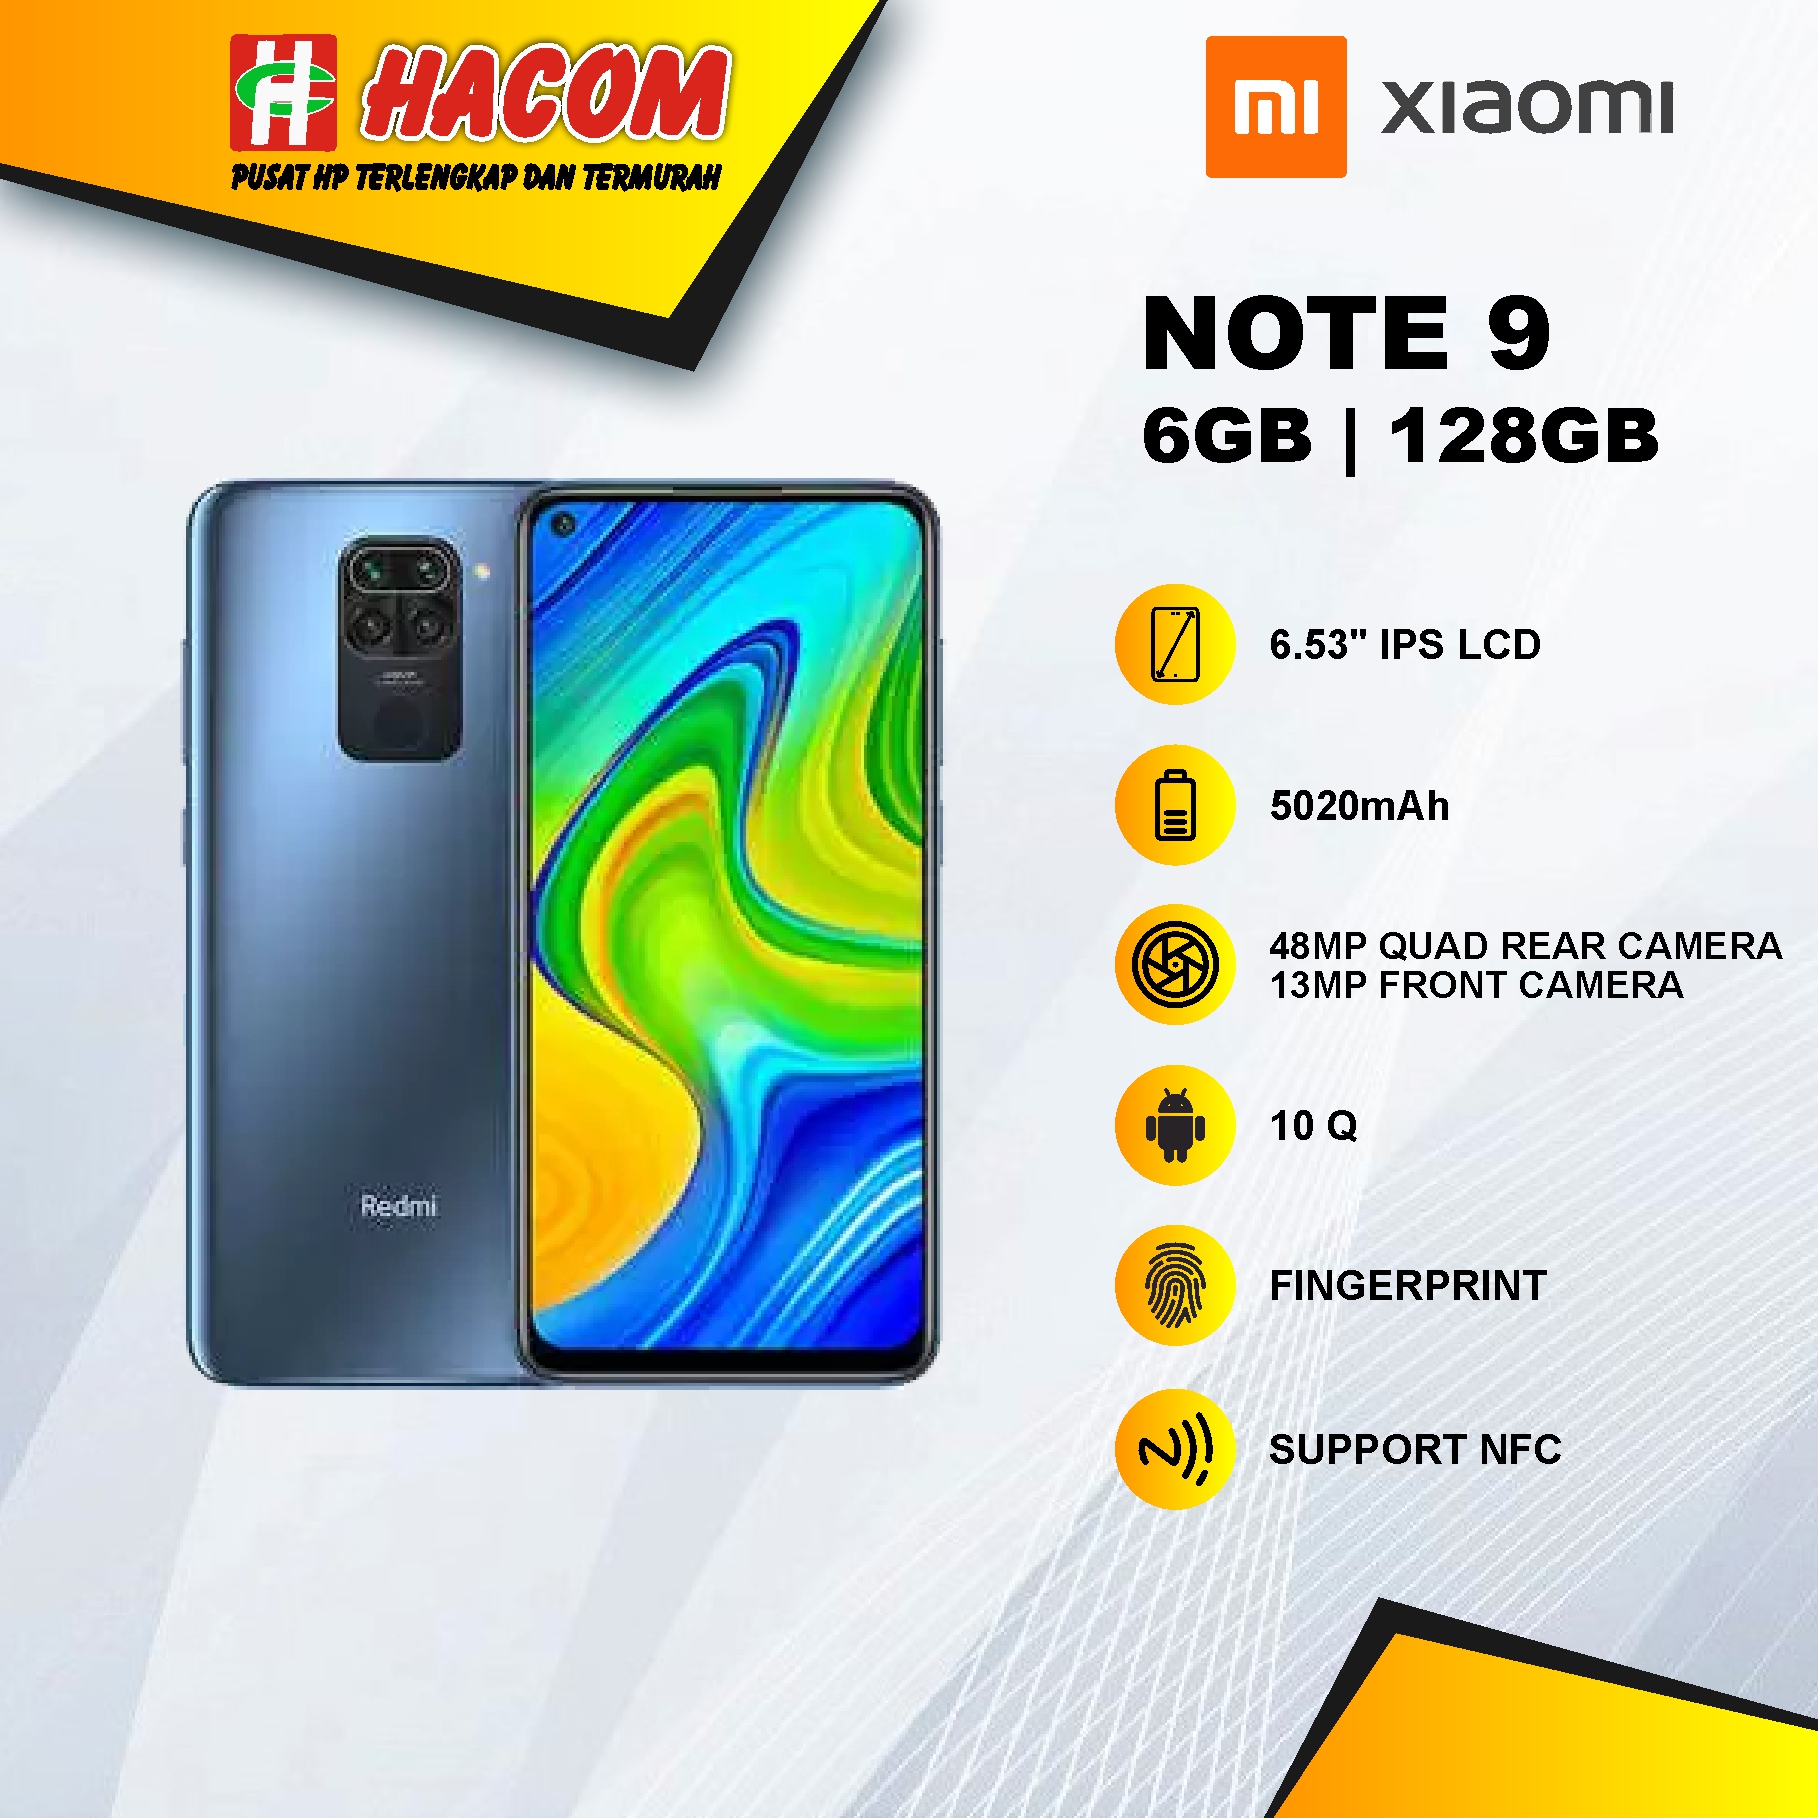 HACOM
PUSAT HP TERLENGKAP DAN TERMURAH
mi xiaomi
NOTE 9
6GB | 128GB
6.53" IPS LCD
5020mAh
48MP QUAD REAR CAMERA
13MP FRONT CAMERA
10 Q
FINGERPRINT
SUPPORT NFC
Redmi